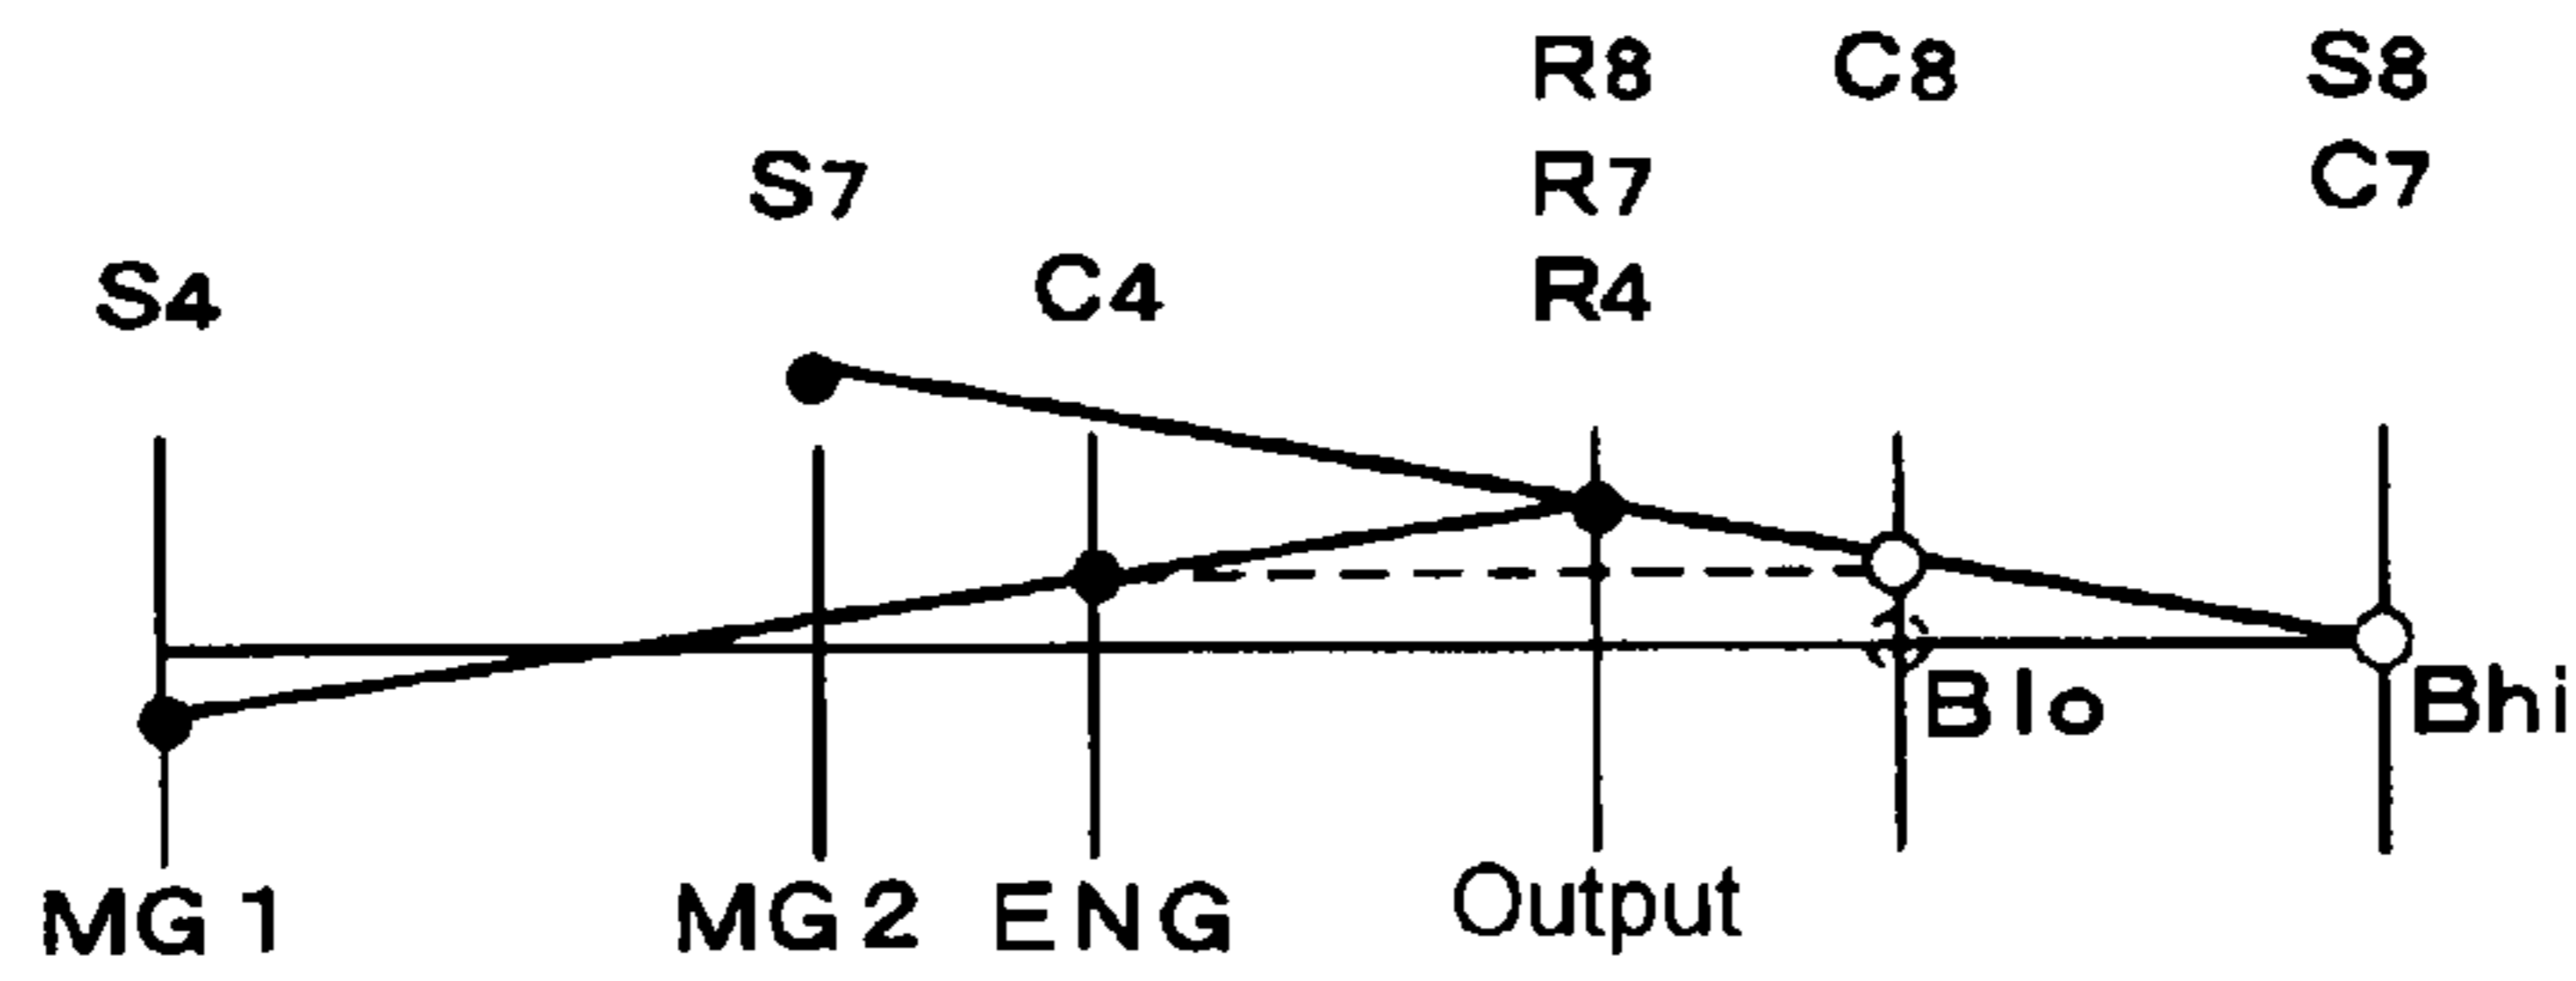 R8 C8 S8
S7 R7 C7
S4 C4 R4
Blo Bhi
MG1 MG2 ENG Output